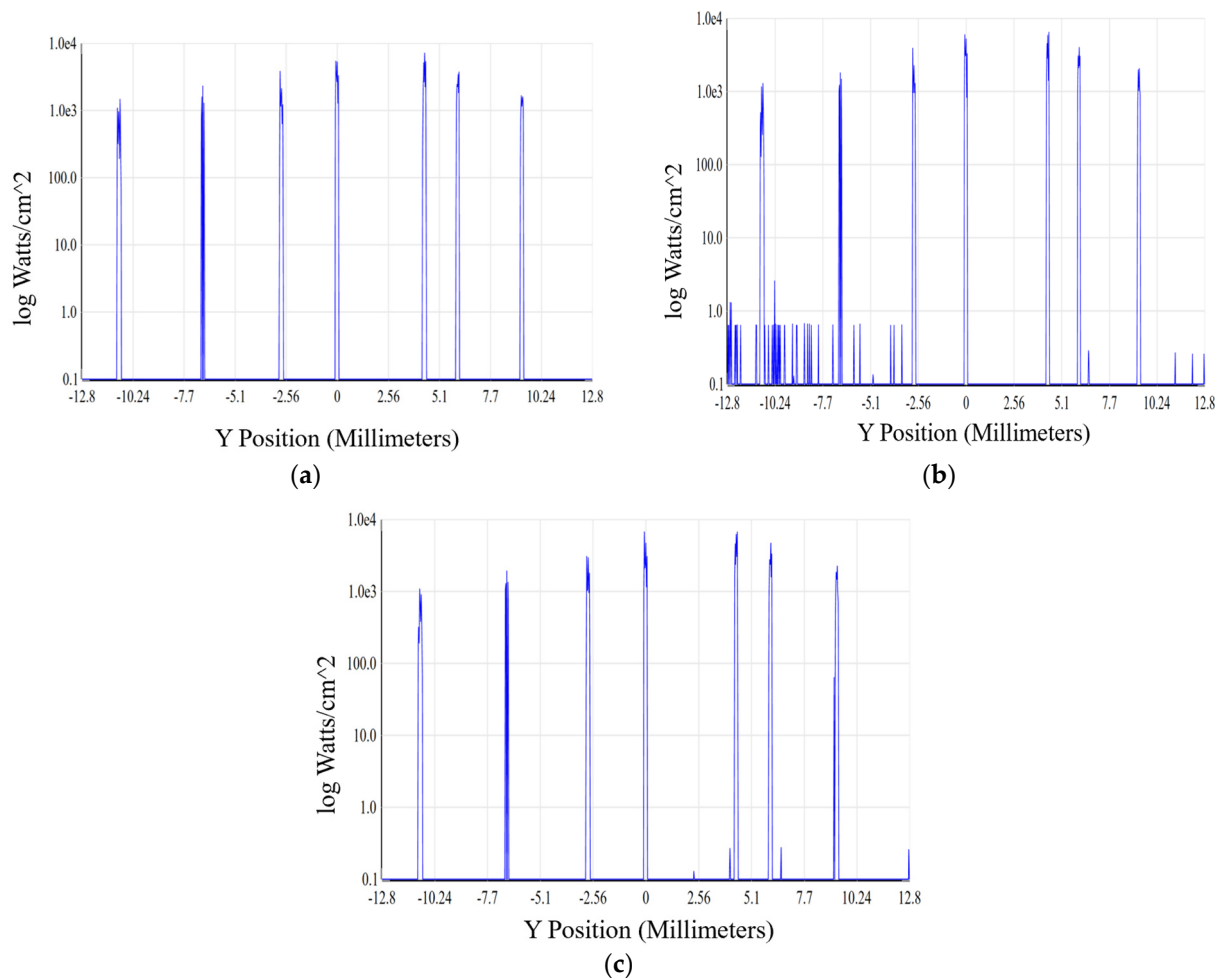 1.0e4
1.0e3
100.0
10.0
1.0
0.1
log Watts/cm^2
-12.8 -10.24 -7.7 -5.1 -2.56 0 2.56 5.1 7.7 10.24 12.8
Y Position (Millimeters)
(a)
1.0e4
1.0e3
100.0
10.0
1.0
0.1
log Watts/cm^2
-12.8 -10.24 -7.7 -5.1 -2.56 0 2.56 5.1 7.7 10.24 12.8
Y Position (Millimeters)
(b)
1.0e4
1.0e3
100.0
10.0
1.0
0.1
log Watts/cm^2
-12.8 -10.24 -7.7 -5.1 -2.56 0 2.56 5.1 7.7 10.24 12.8
Y Position (Millimeters)
(c)